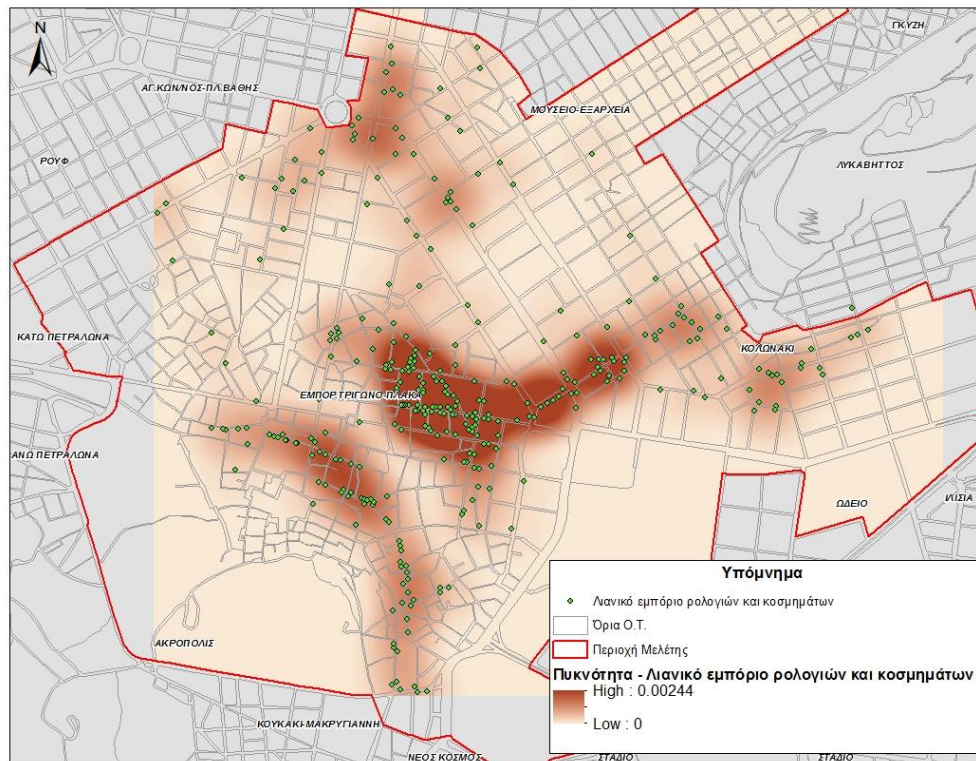 N
ΓΚΥΖΗ
ΑΓ.ΚΩΝ/ΝΟΣ-ΠΛ.ΒΑΘΗΣ
ΜΟΥΣΕΙΟ-ΕΞΑΡΧΕΙΑ
ΡΟΥΦ
ΛΥΚΑΒΗΤΤΟΣ
ΚΑΤΩ ΠΕΤΡΑΛΩΝΑ
ΚΟΛΩΝΑΚΙ
ΕΜΠΟΡ.ΤΡΙΓΩΝΟ-ΠΛΑΚΑ
ΑΝΩ ΠΕΤΡΑΛΩΝΑ
ΙΛΙΣΙΑ
ΩΔΕΙΟ
ΑΚΡΟΠΟΛΙΣ
ΚΟΥΚΑΚΙ-ΜΑΚΡΥΓΙΑΝΝΗ
ΝΕΟΣ ΚΟΣΜΟΣ
ΣΤΑΔΙΟ
ΣΤΑΔΙΟ
Υπόμνημα
Λιανικό εμπόριο ρολογιών και κοσμημάτων
Όρια Ο.Τ.
Περιοχή Μελέτης
Πυκνότητα - Λιανικό εμπόριο ρολογιών και κοσμημάτων
High : 0.00244
Low : 0